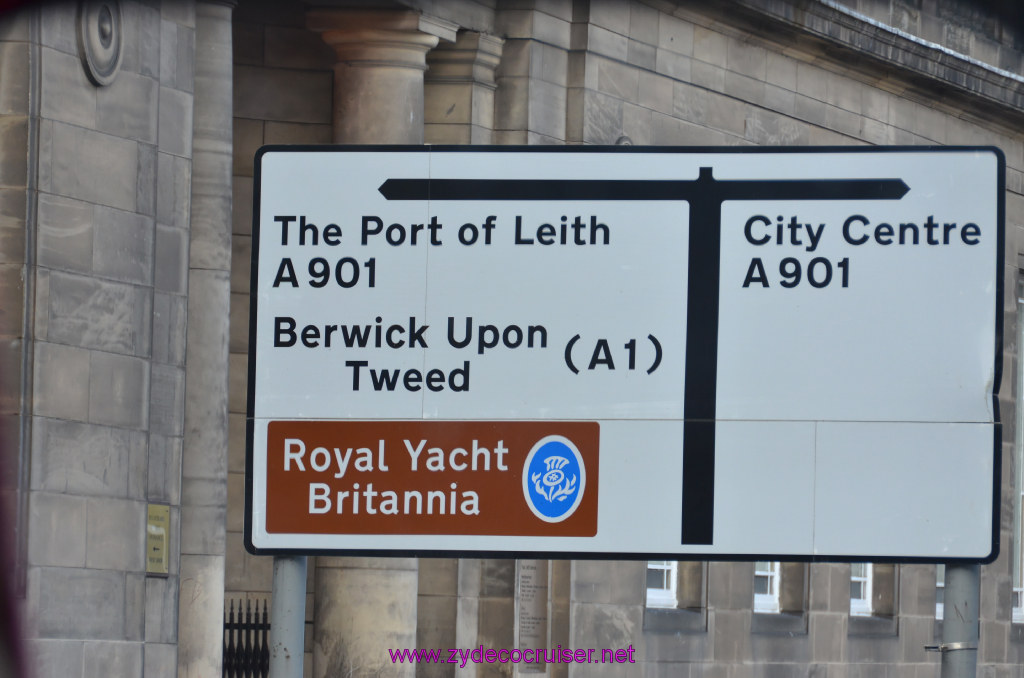 The Port of Leith
A901
Berwick Upon
Tweed
(A1)
Royal Yacht
Britannia
City Centre
A901
www.zydecocruiser.net